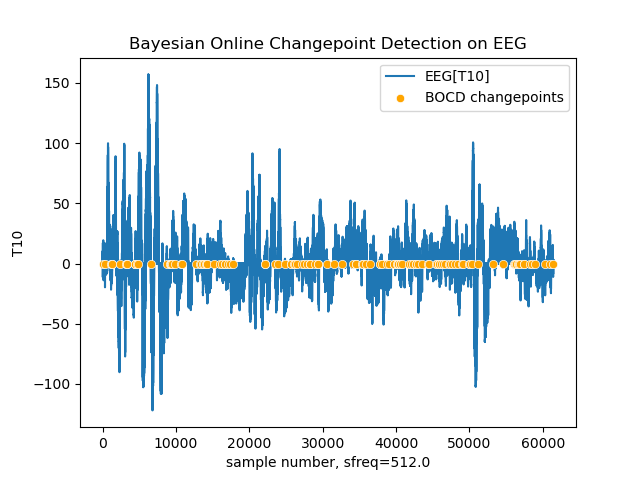 Bayesian Online Changepoint Detection on EEG
EEG[T10]
BOCD changepoints
150
100
50
0
−50
−100
T10
0
10000
20000
30000
40000
50000
60000
sample number, sfreq=512.0